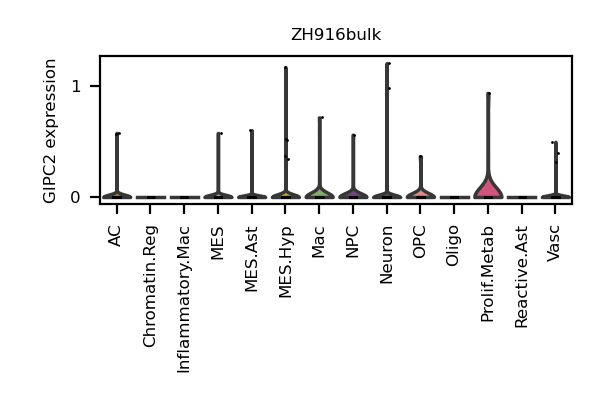 ZH916bulk
GIPC2 expression
1
0
AC
Chromatin.Reg
Inflammatory.Mac
MES
MES.Ast
MES.Hyp
Mac
NPC
Neuron
OPC
Oligo
Prolif.Metab
Reactive.Ast
Vasc